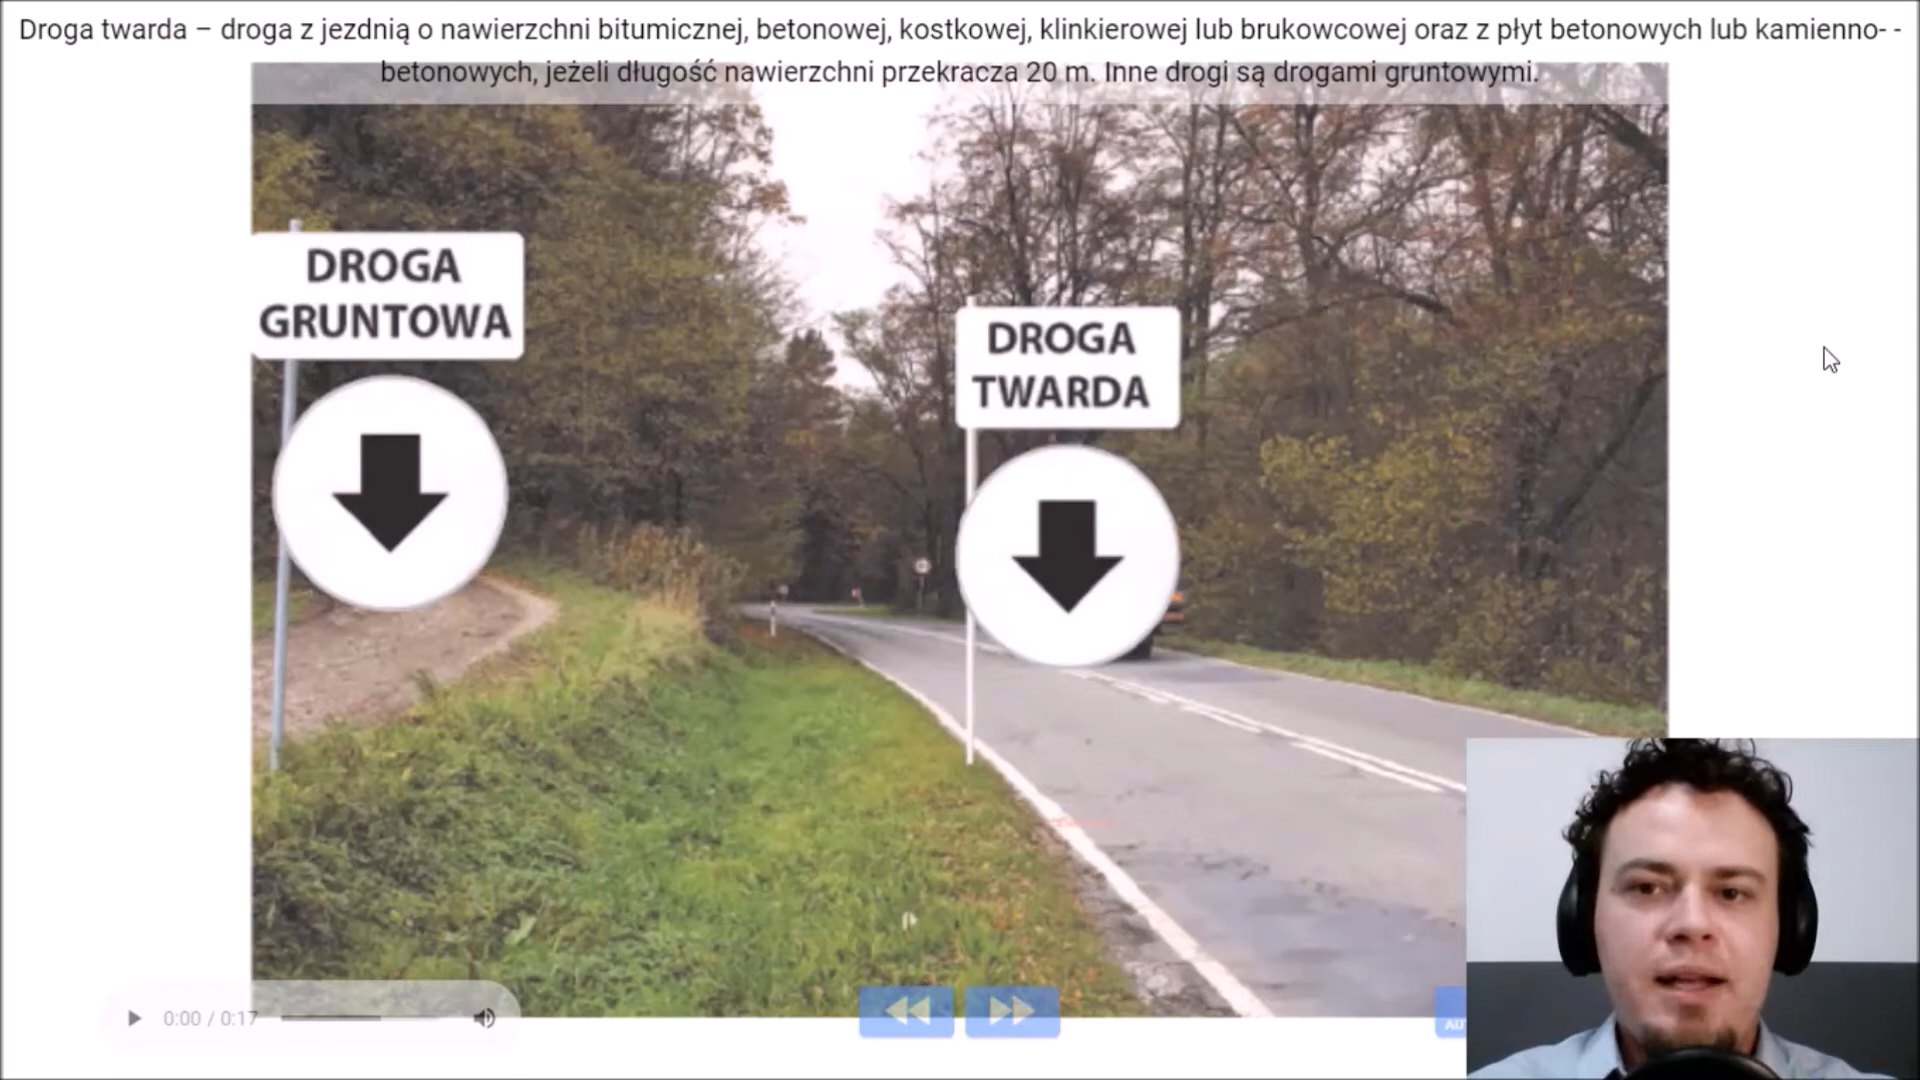 Droga twarda – droga z jezdnią o nawierzchni bitumicznej, betonowej, kostkowej, klinkierowej lub brukowcowej oraz z płyt betonowych lub kamienno- -
betonowych, jeżeli długość nawierzchni przekracza 20 m. Inne drogi są drogami gruntowymi.
DROGA
GRUNTOWA
DROGA
TWARDA
0:00 / 0:17